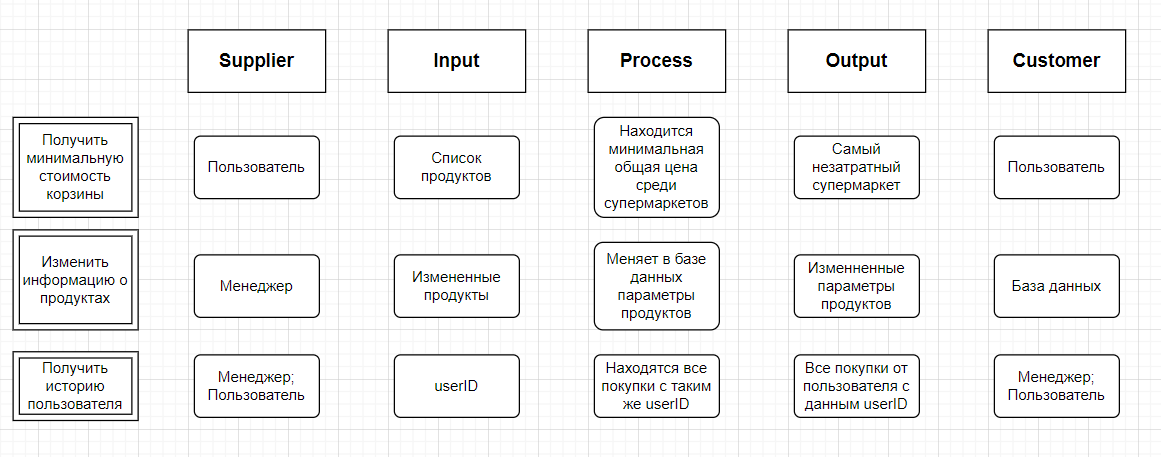 Supplier
Input
Process
Output
Customer
Получить
минимальную
стоимость
корзины
Пользователь
Список
продуктов
Находится
минимальная
общая цена
среди
супермаркетов
Самый
незатратный
супермаркет
Пользователь
Изменить
информацию о
продуктах
Менеджер
Измененные
продукты
Меняет в базе
данных
параметры
продуктов
Изменненные
параметры
продуктов
База данных
Получить
историю
пользователя
Менеджер;
Пользователь
userID
Находятся все
покупки с таким
же userID
Все покупки от
пользователя с
данным userID
Менеджер;
Пользователь